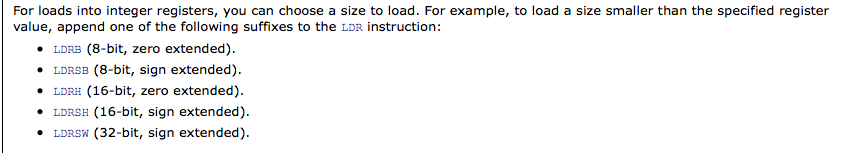 For loads into integer registers, you can choose a size to load. For example, to load a size smaller than the specified register
value, append one of the following suffixes to the LDR instruction:
• LDRB (8-bit, zero extended).
• LDRSB (8-bit, sign extended).
• LDRH (16-bit, zero extended).
• LDRSH (16-bit, sign extended).
• LDRSW (32-bit, sign extended).